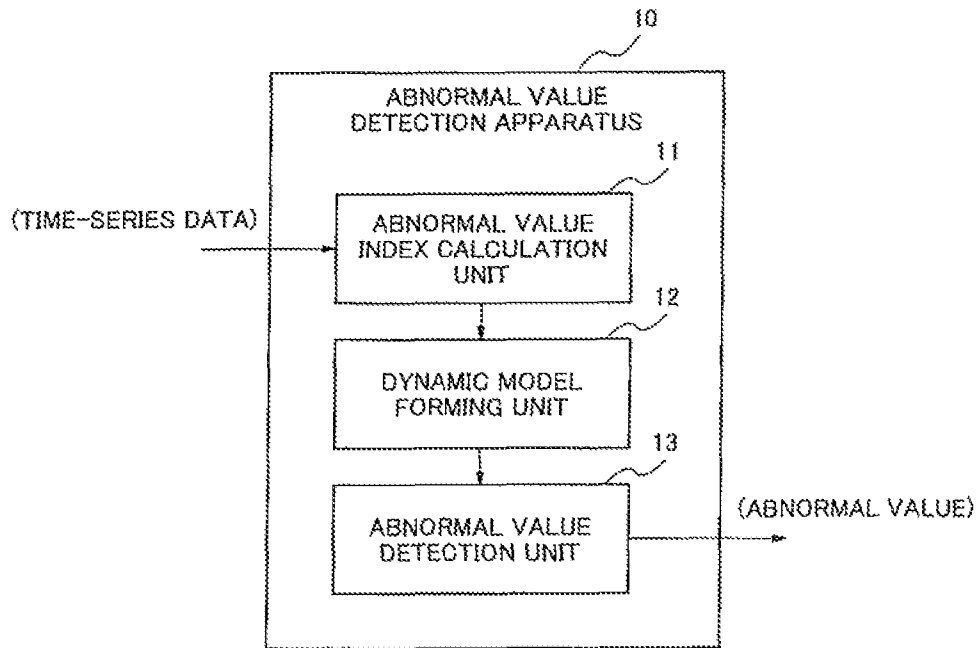 10
ABNORMAL VALUE
DETECTION APPARATUS
11
(TIME-SERIES DATA)
ABNORMAL VALUE
INDEX CALCULATION
UNIT
12
DYNAMIC MODEL
FORMING UNIT
13
(ABNORMAL VALUE)
ABNORMAL VALUE
DETECTION UNIT